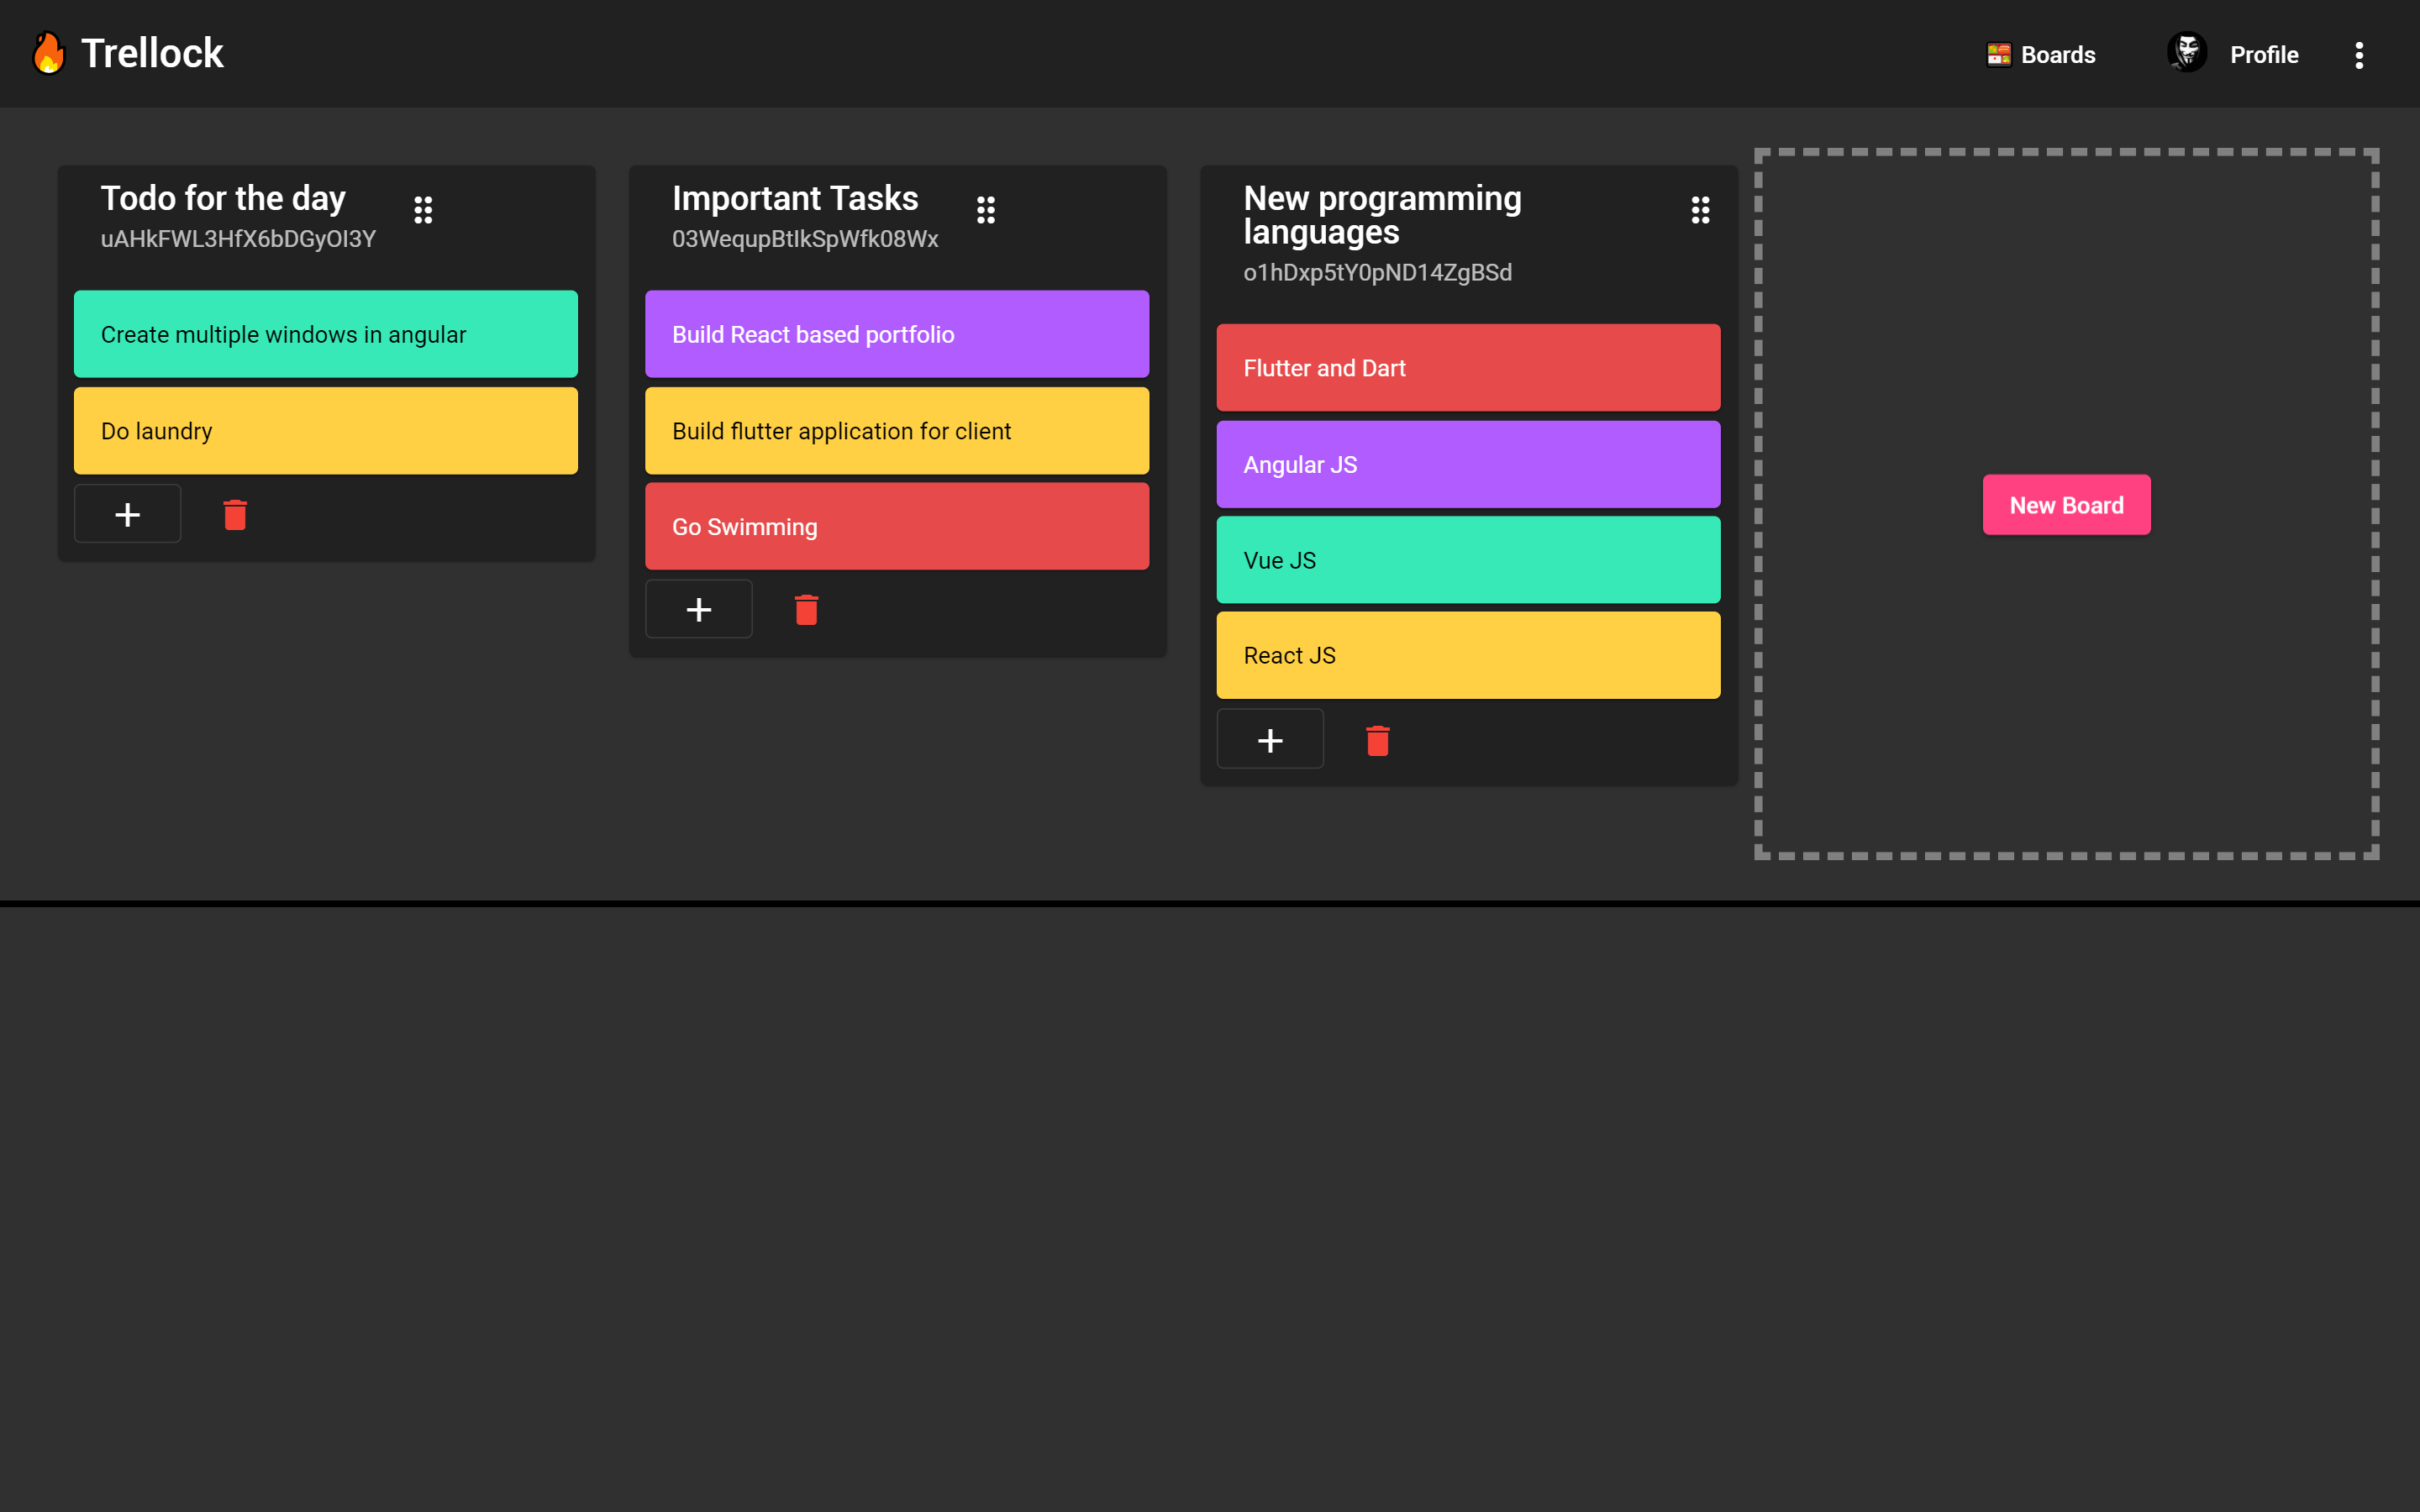 Trellock
Boards
Profile
Todo for the day
uAHkFWL3HfX6bDGyOI3Y
Create multiple windows in angular
Do laundry
Important Tasks
03WequpBtIkSpWfk08Wx
Build React based portfolio
Build flutter application for client
Go Swimming
New programming
languages
o1hDxp5tY0pND14ZgBSd
Flutter and Dart
Angular JS
Vue JS
React JS
New Board